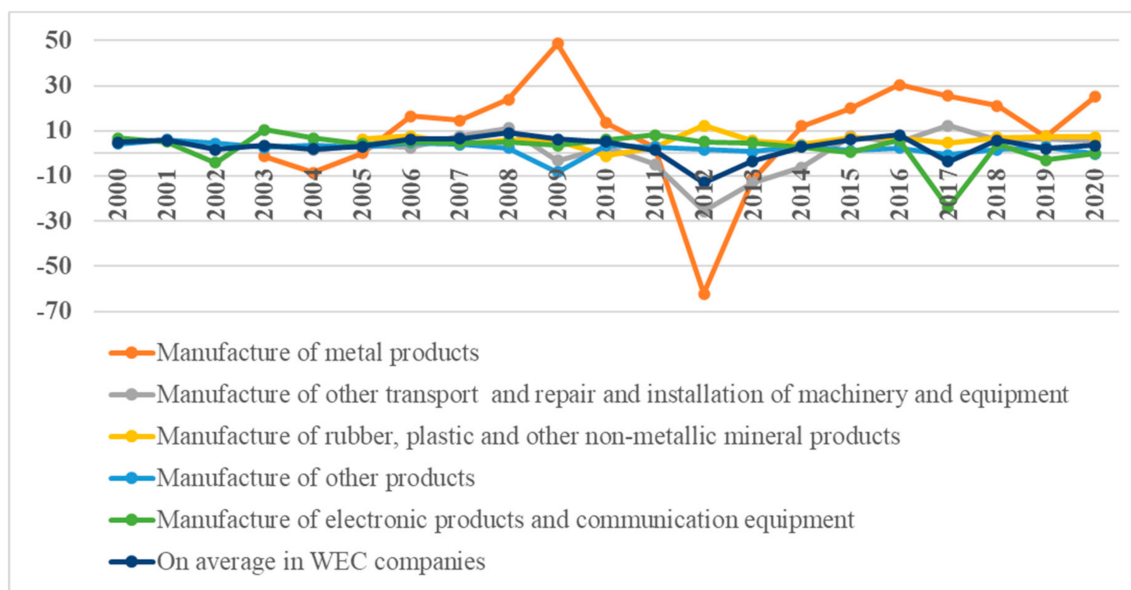 50
30
10
-10
-30
-50
-70
2000 2001 2002 2003 2004 2005 2006 2007 2008 2009 2010 2011 2012 2013 2014 2015 2016 2017 2018 2019 2020
Manufacture of metal products
Manufacture of other transport and repair and installation of machinery and equipment
Manufacture of rubber, plastic and other non-metallic mineral products
Manufacture of other products
Manufacture of electronic products and communication equipment
On average in WEC companies